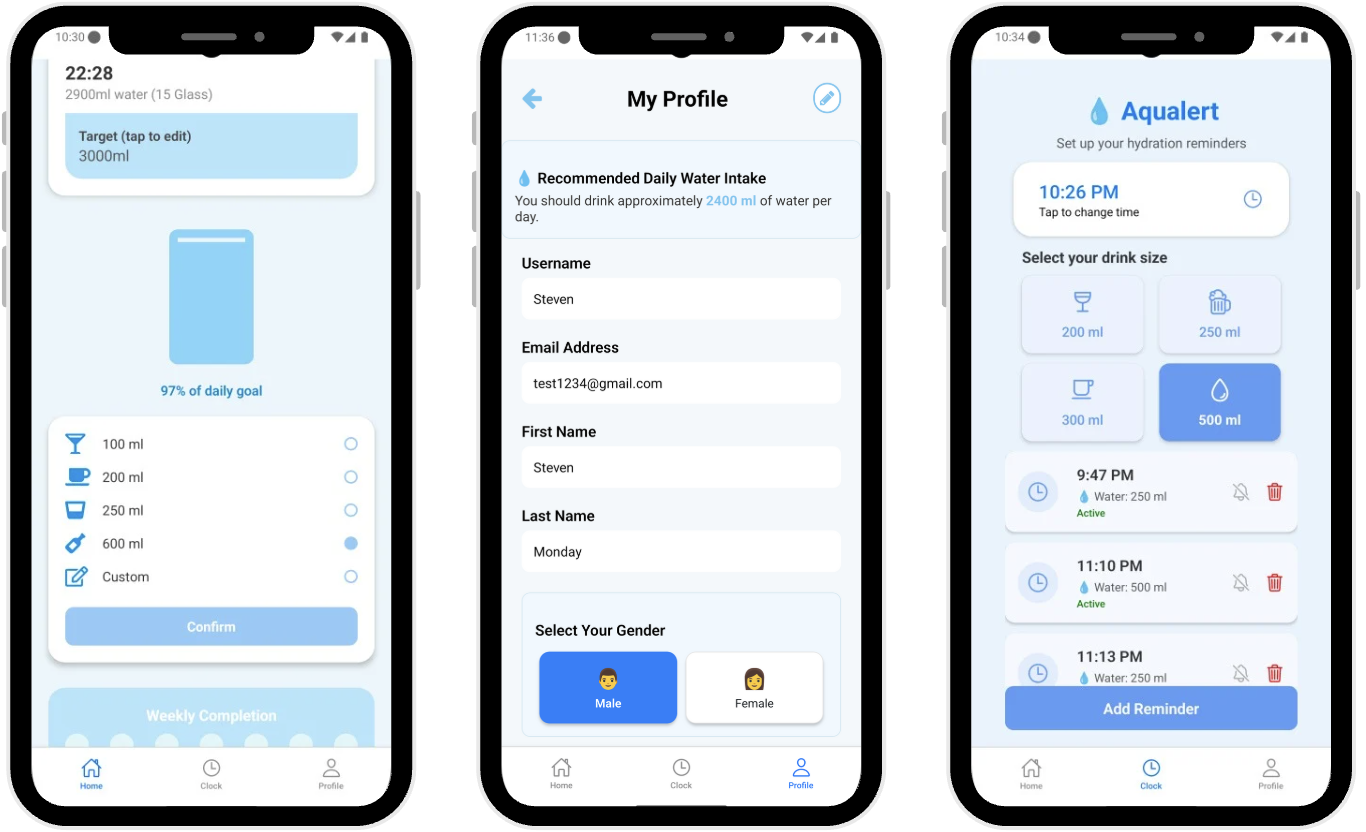 10:30
22:28
2900ml water (15 Glass)
Target (tap to edit)
3000ml
97% of daily goal
100 ml
200 ml
250 ml
600 ml
Custom
Confirm
Weekly Completion
Home
Clock
Profile
11:36
My Profile
Recommended Daily Water Intake
You should drink approximately 2400 ml of water per
day.
Username
Steven
Email Address
test1234@gmail.com
First Name
Steven
Last Name
Monday
Select Your Gender
Male
Female
Home
Clock
Profile
10:34
Aqualert
Set up your hydration reminders
10:26 PM
Tap to change time
Select your drink size
200 ml
250 ml
300 ml
500 ml
9:47 PM
Water: 250 ml
Active
11:10 PM
Water: 500 ml
Active
11:13 PM
Water: 250 ml
Add Reminder
Home
Clock
Profile